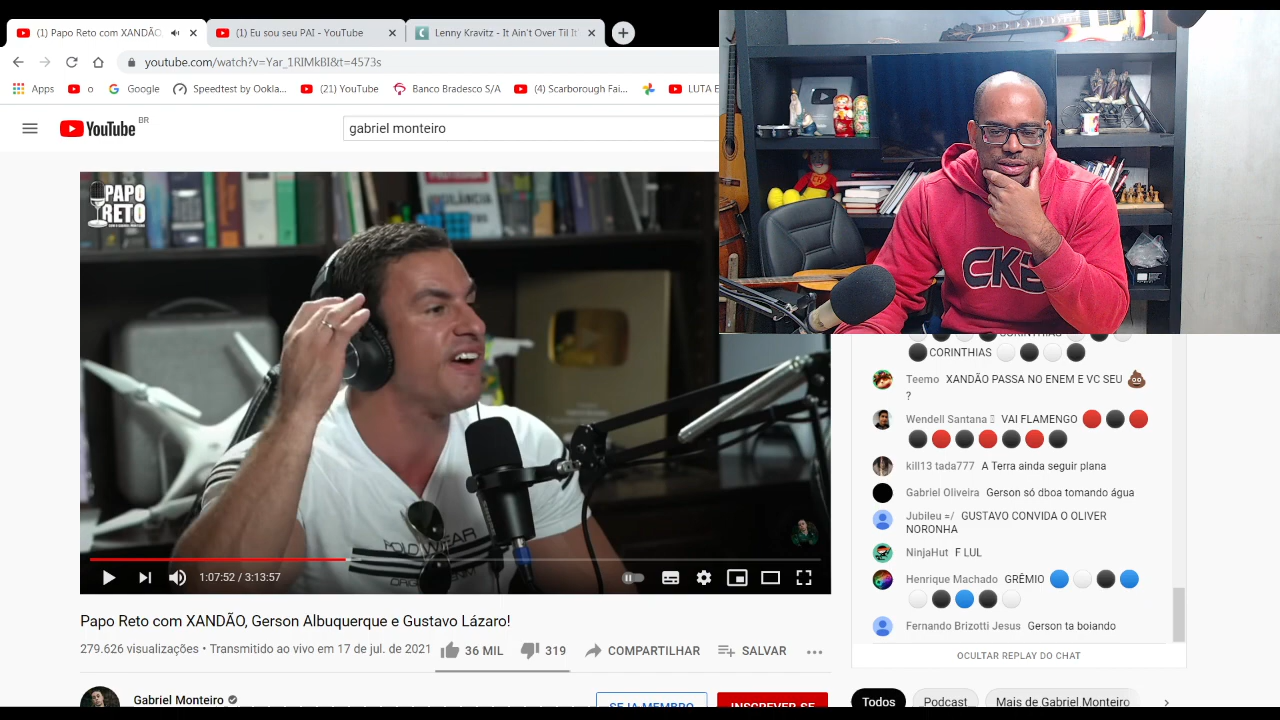 (1) Papo Reto com XANDÃO
(1) Eu sou sexy
YouTube
Lenny Kravitz - It Ain't Over Til It
youtube.com/watch?v=Yar_1RlMkBI&t=4573s
Apps
o
Google
Speedtest by Ookla...
(21) YouTube
Banco Bradesco S/A
(4) Scarborough Fai...
LUTA E
YouTube
BR
gabriel monteiro
PAPO
RETO
CKB
POLO WEAR
1:07:52 / 3:13:57
CORINTHIAS
CORINTHIAS
Teemo XANDÃO PASSA NO ENEM E VC SEU 💩
?
Wendell Santana VAI FLAMENGO 🔴 ⚫ 🔴
⚫ 🔴 ⚫ 🔴 ⚫ 🔴 ⚫
kill13 tada777 A Terra ainda seguir plana
Gabriel Oliveira Gerson só dboa tomando água
Jubileu =/ GUSTAVO CONVIDA O OLIVER
NORONHA
NinjaHut F LUL
Henrique Machado GRÊMIO 🔵 ⚪ ⚫ 🔵
⚪ ⚫ 🔵 ⚫ ⚪
Fernando Brizotti Jesus Gerson ta boiando
OCULTAR REPLAY DO CHAT
Papo Reto com XANDÃO, Gerson Albuquerque e Gustavo Lázaro!
279.626 visualizações • Transmitido ao vivo em 17 de jul. de 2021
36 MIL
319
COMPARTILHAR
SALVAR
Gabriel Monteiro
SEJA MEMBRO
INSCREVER-SE
Todos
Podcast
Mais de Gabriel Monteiro